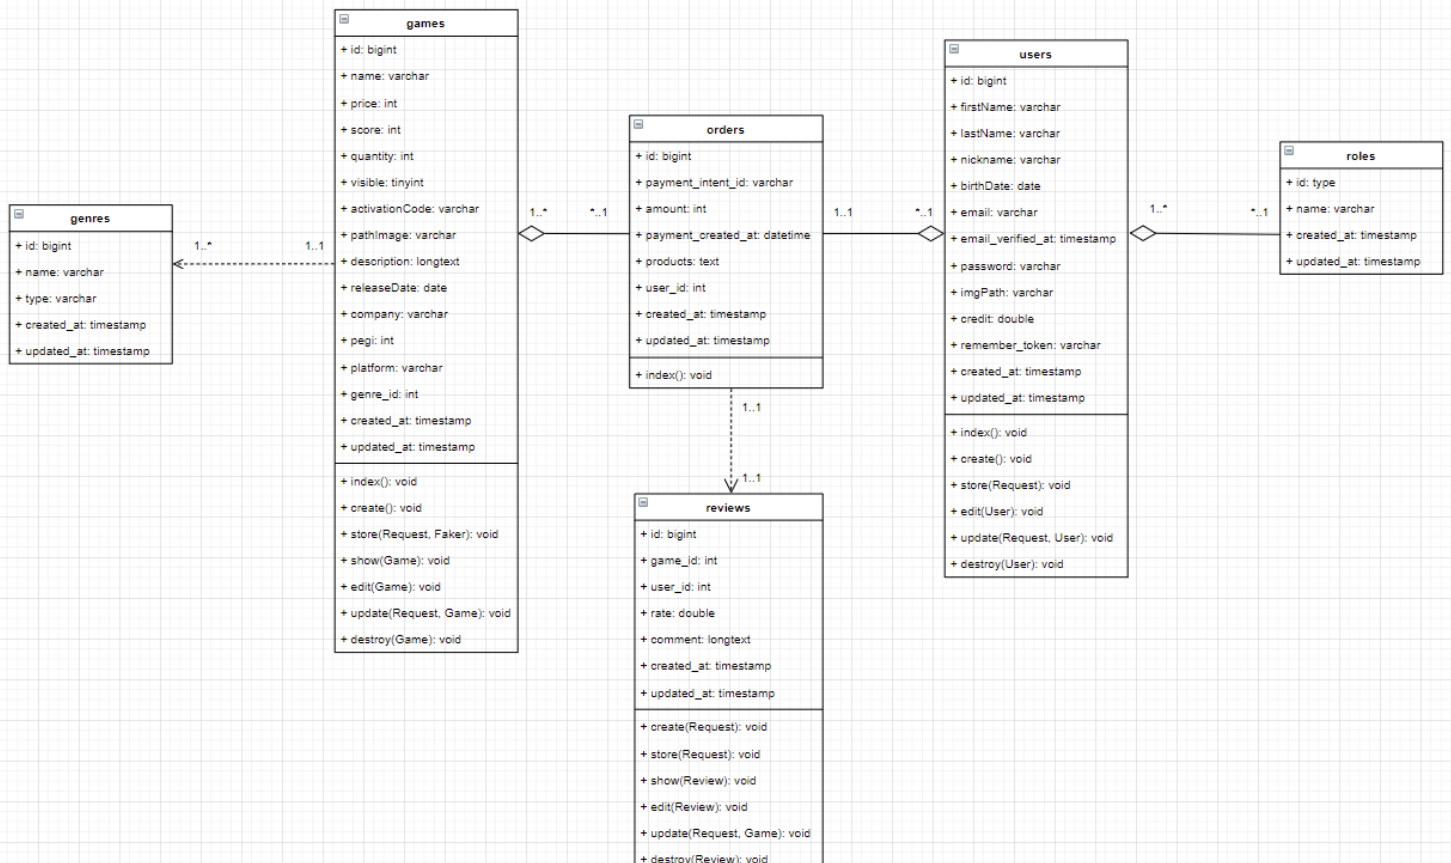 games
+ id: bigint
+ name: varchar
+ price: int
+ score: int
+ quantity: int
+ visible: tinyint
+ activationCode: varchar
+ pathImage: varchar
+ description: longtext
+ releaseDate: date
+ company: varchar
+ pegi: int
+ platform: varchar
+ genre_id: int
+ created_at: timestamp
+ updated_at: timestamp
+ index(): void
+ create(): void
+ store(Request, Faker): void
+ show(Game): void
+ edit(Game): void
+ update(Request, Game): void
+ destroy(Game): void
genres
+ id: bigint
+ name: varchar
+ type: varchar
+ created_at: timestamp
+ updated_at: timestamp
1..*
1..1
orders
+ id: bigint
+ payment_intent_id: varchar
+ amount: int
+ payment_created_at: datetime
+ products: text
+ user_id: int
+ created_at: timestamp
+ updated_at: timestamp
+ index(): void
1..*
*..1
1..1
*..1
1..1
1..1
reviews
+ id: bigint
+ game_id: int
+ user_id: int
+ rate: double
+ comment: longtext
+ created_at: timestamp
+ updated_at: timestamp
+ create(Request): void
+ store(Request): void
+ show(Review): void
+ edit(Review): void
+ update(Request, Game): void
+ destroy(Review): void
users
+ id: bigint
+ firstName: varchar
+ lastName: varchar
+ nickname: varchar
+ birthDate: date
+ email: varchar
+ email_verified_at: timestamp
+ password: varchar
+ imgPath: varchar
+ credit: double
+ remember_token: varchar
+ created_at: timestamp
+ updated_at: timestamp
+ index(): void
+ create(): void
+ store(Request): void
+ edit(User): void
+ update(Request, User): void
+ destroy(User): void
1..*
*..1
roles
+ id: type
+ name: varchar
+ created_at: timestamp
+ updated_at: timestamp